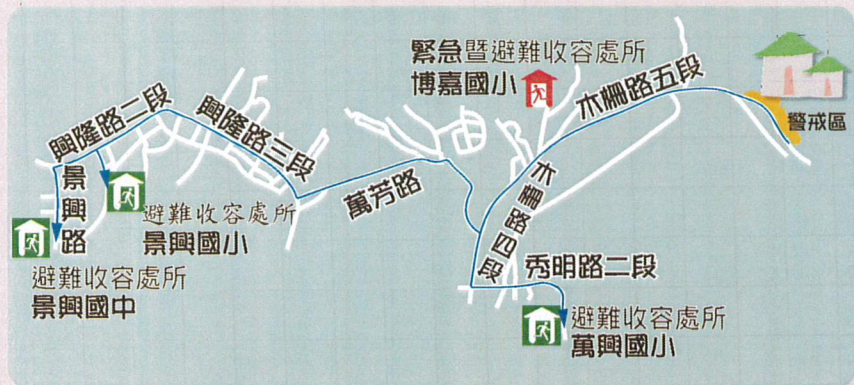 緊急暨避難收容處所
博嘉國小
木柵路五段
警戒區
興隆路二段
興隆路三段
景興路
避難收容處所
景興國小
萬芳路
木柵路四段
避難收容處所
景興國中
秀明路二段
避難收容處所
萬興國小